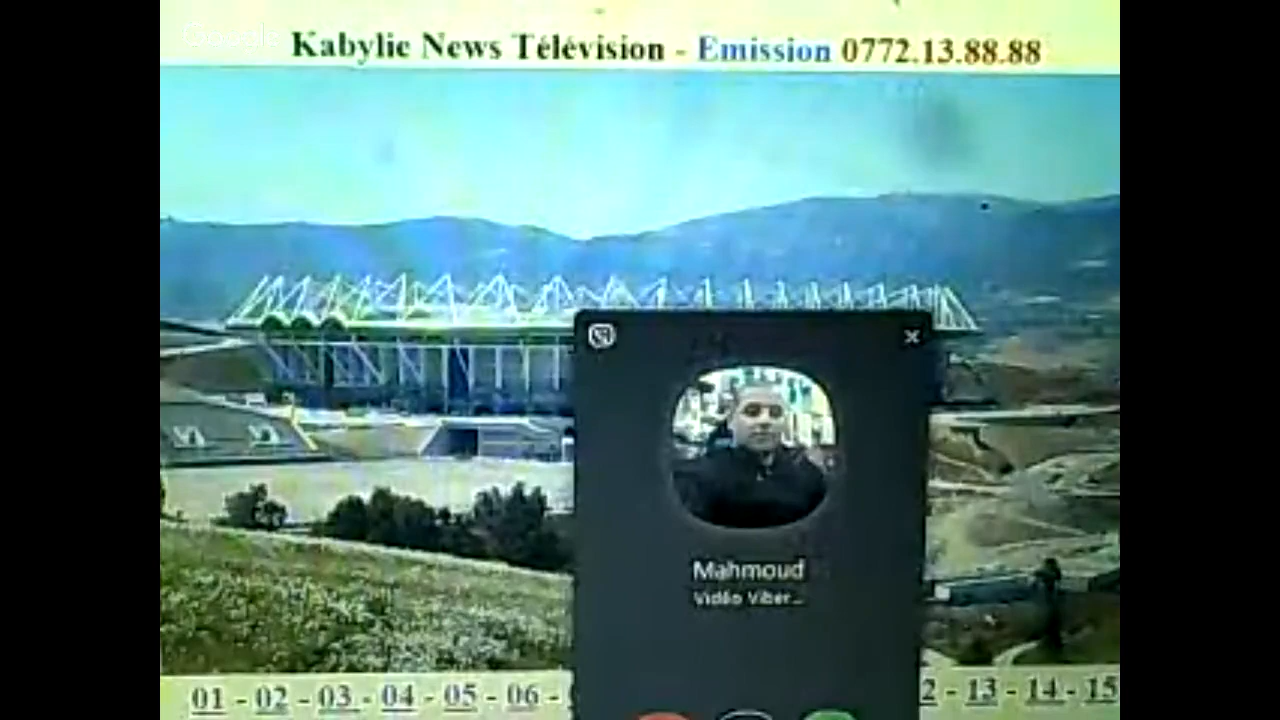 Google
Kabylie News Télévision - Emission 0772.13.88.88
Mahmoud
Vidéo Viber...
01 - 02 - 03 - 04 - 05 - 06 -
2 - 13 - 14 - 15